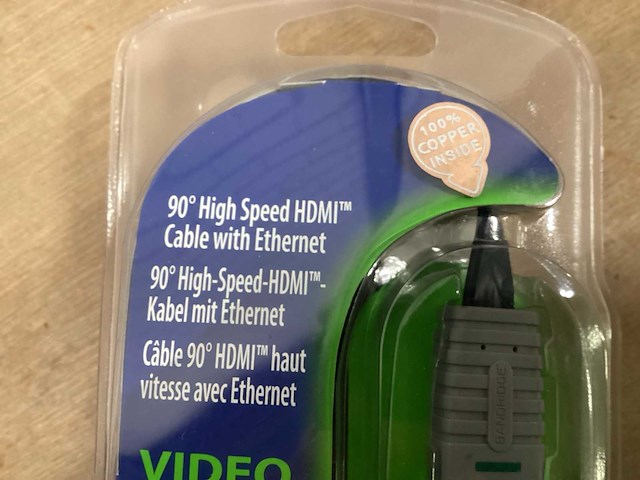 100%
COPPER
INSIDE
90° High Speed HDMI™
Cable with Ethernet
90° High-Speed-HDMI™-
Kabel mit Ethernet
Câble 90° HDMI™ haut
vitesse avec Ethernet
VIDEO
BANDRIDGE